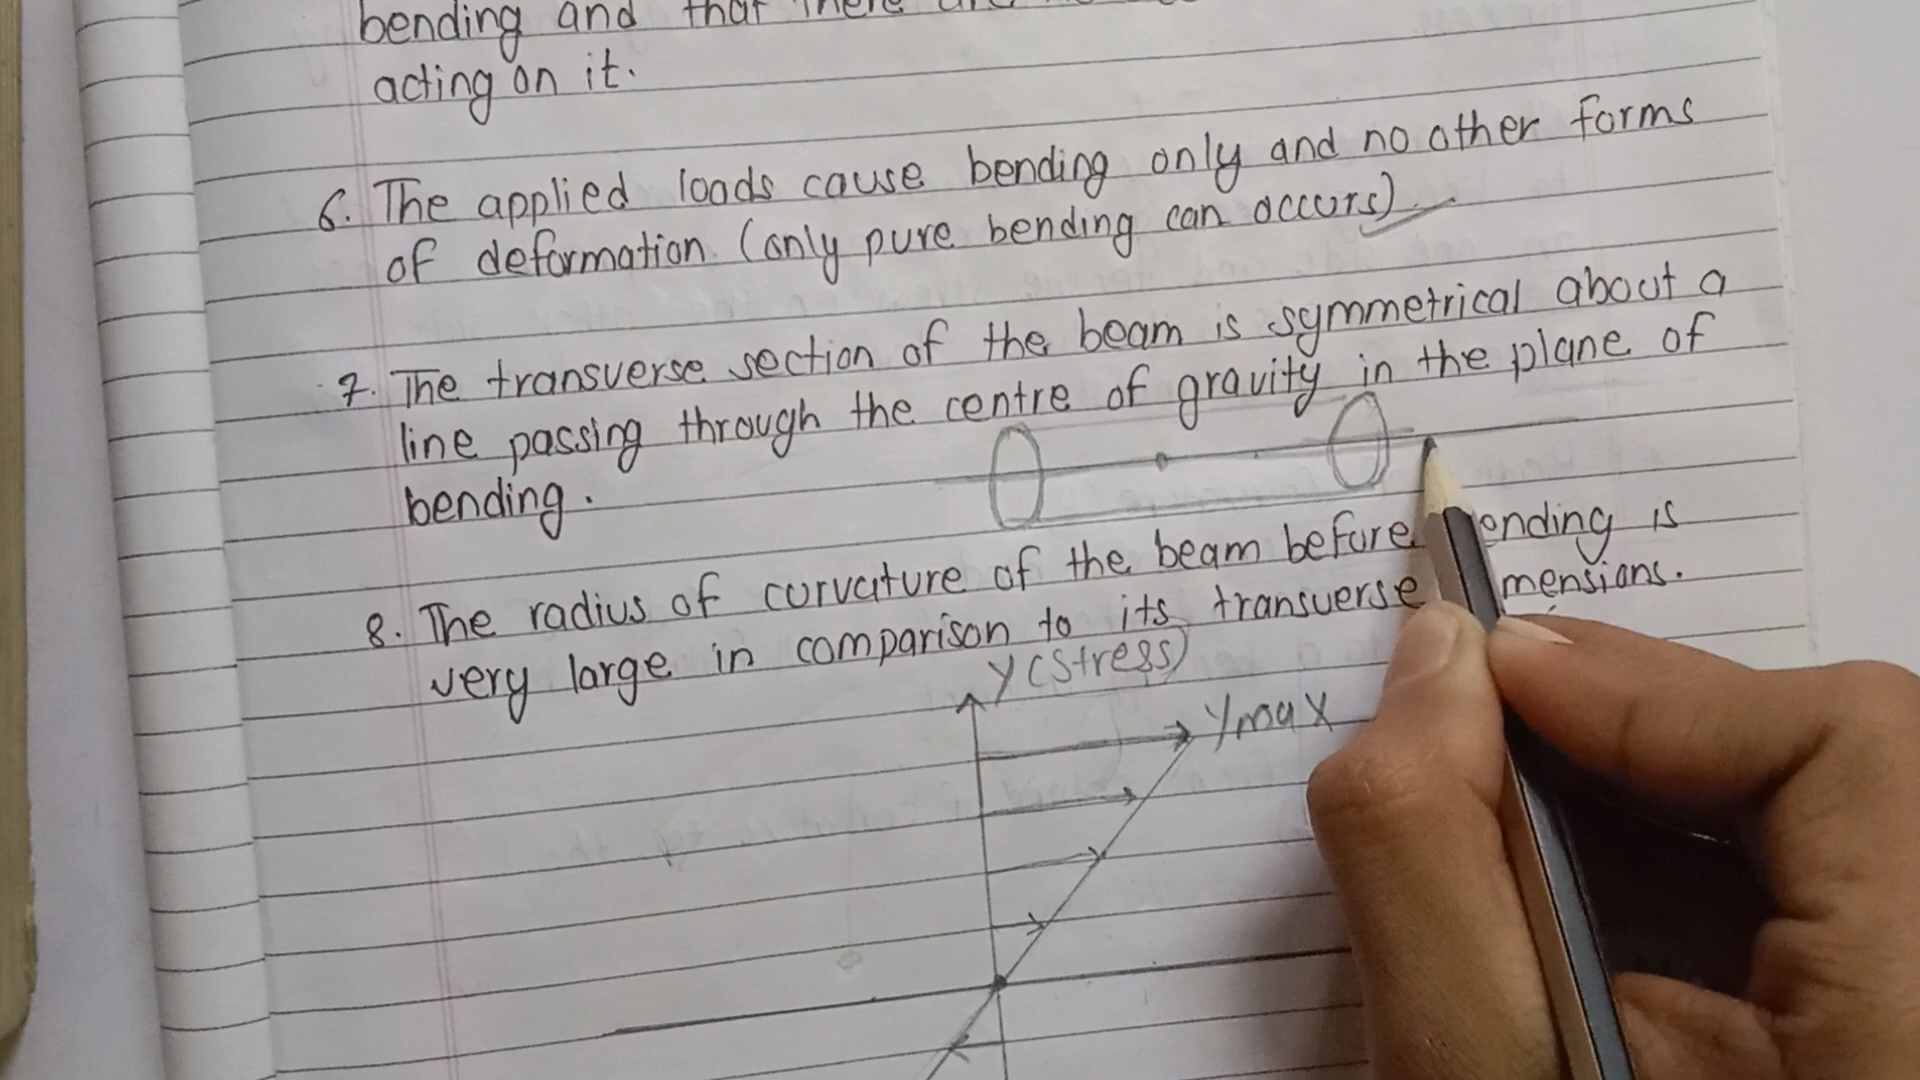 bending and that there are
acting on it.
6. The applied loads cause bending only and no other forms
of deformation. (only pure bending can occurs).
7. The transverse section of the beam is symmetrical about a
line passing through the centre of gravity in the plane of
bending.
8. The radius of curvature of the beam before ending is
very large in comparison to its transverse mensions.
Y(Stress)
Ymax